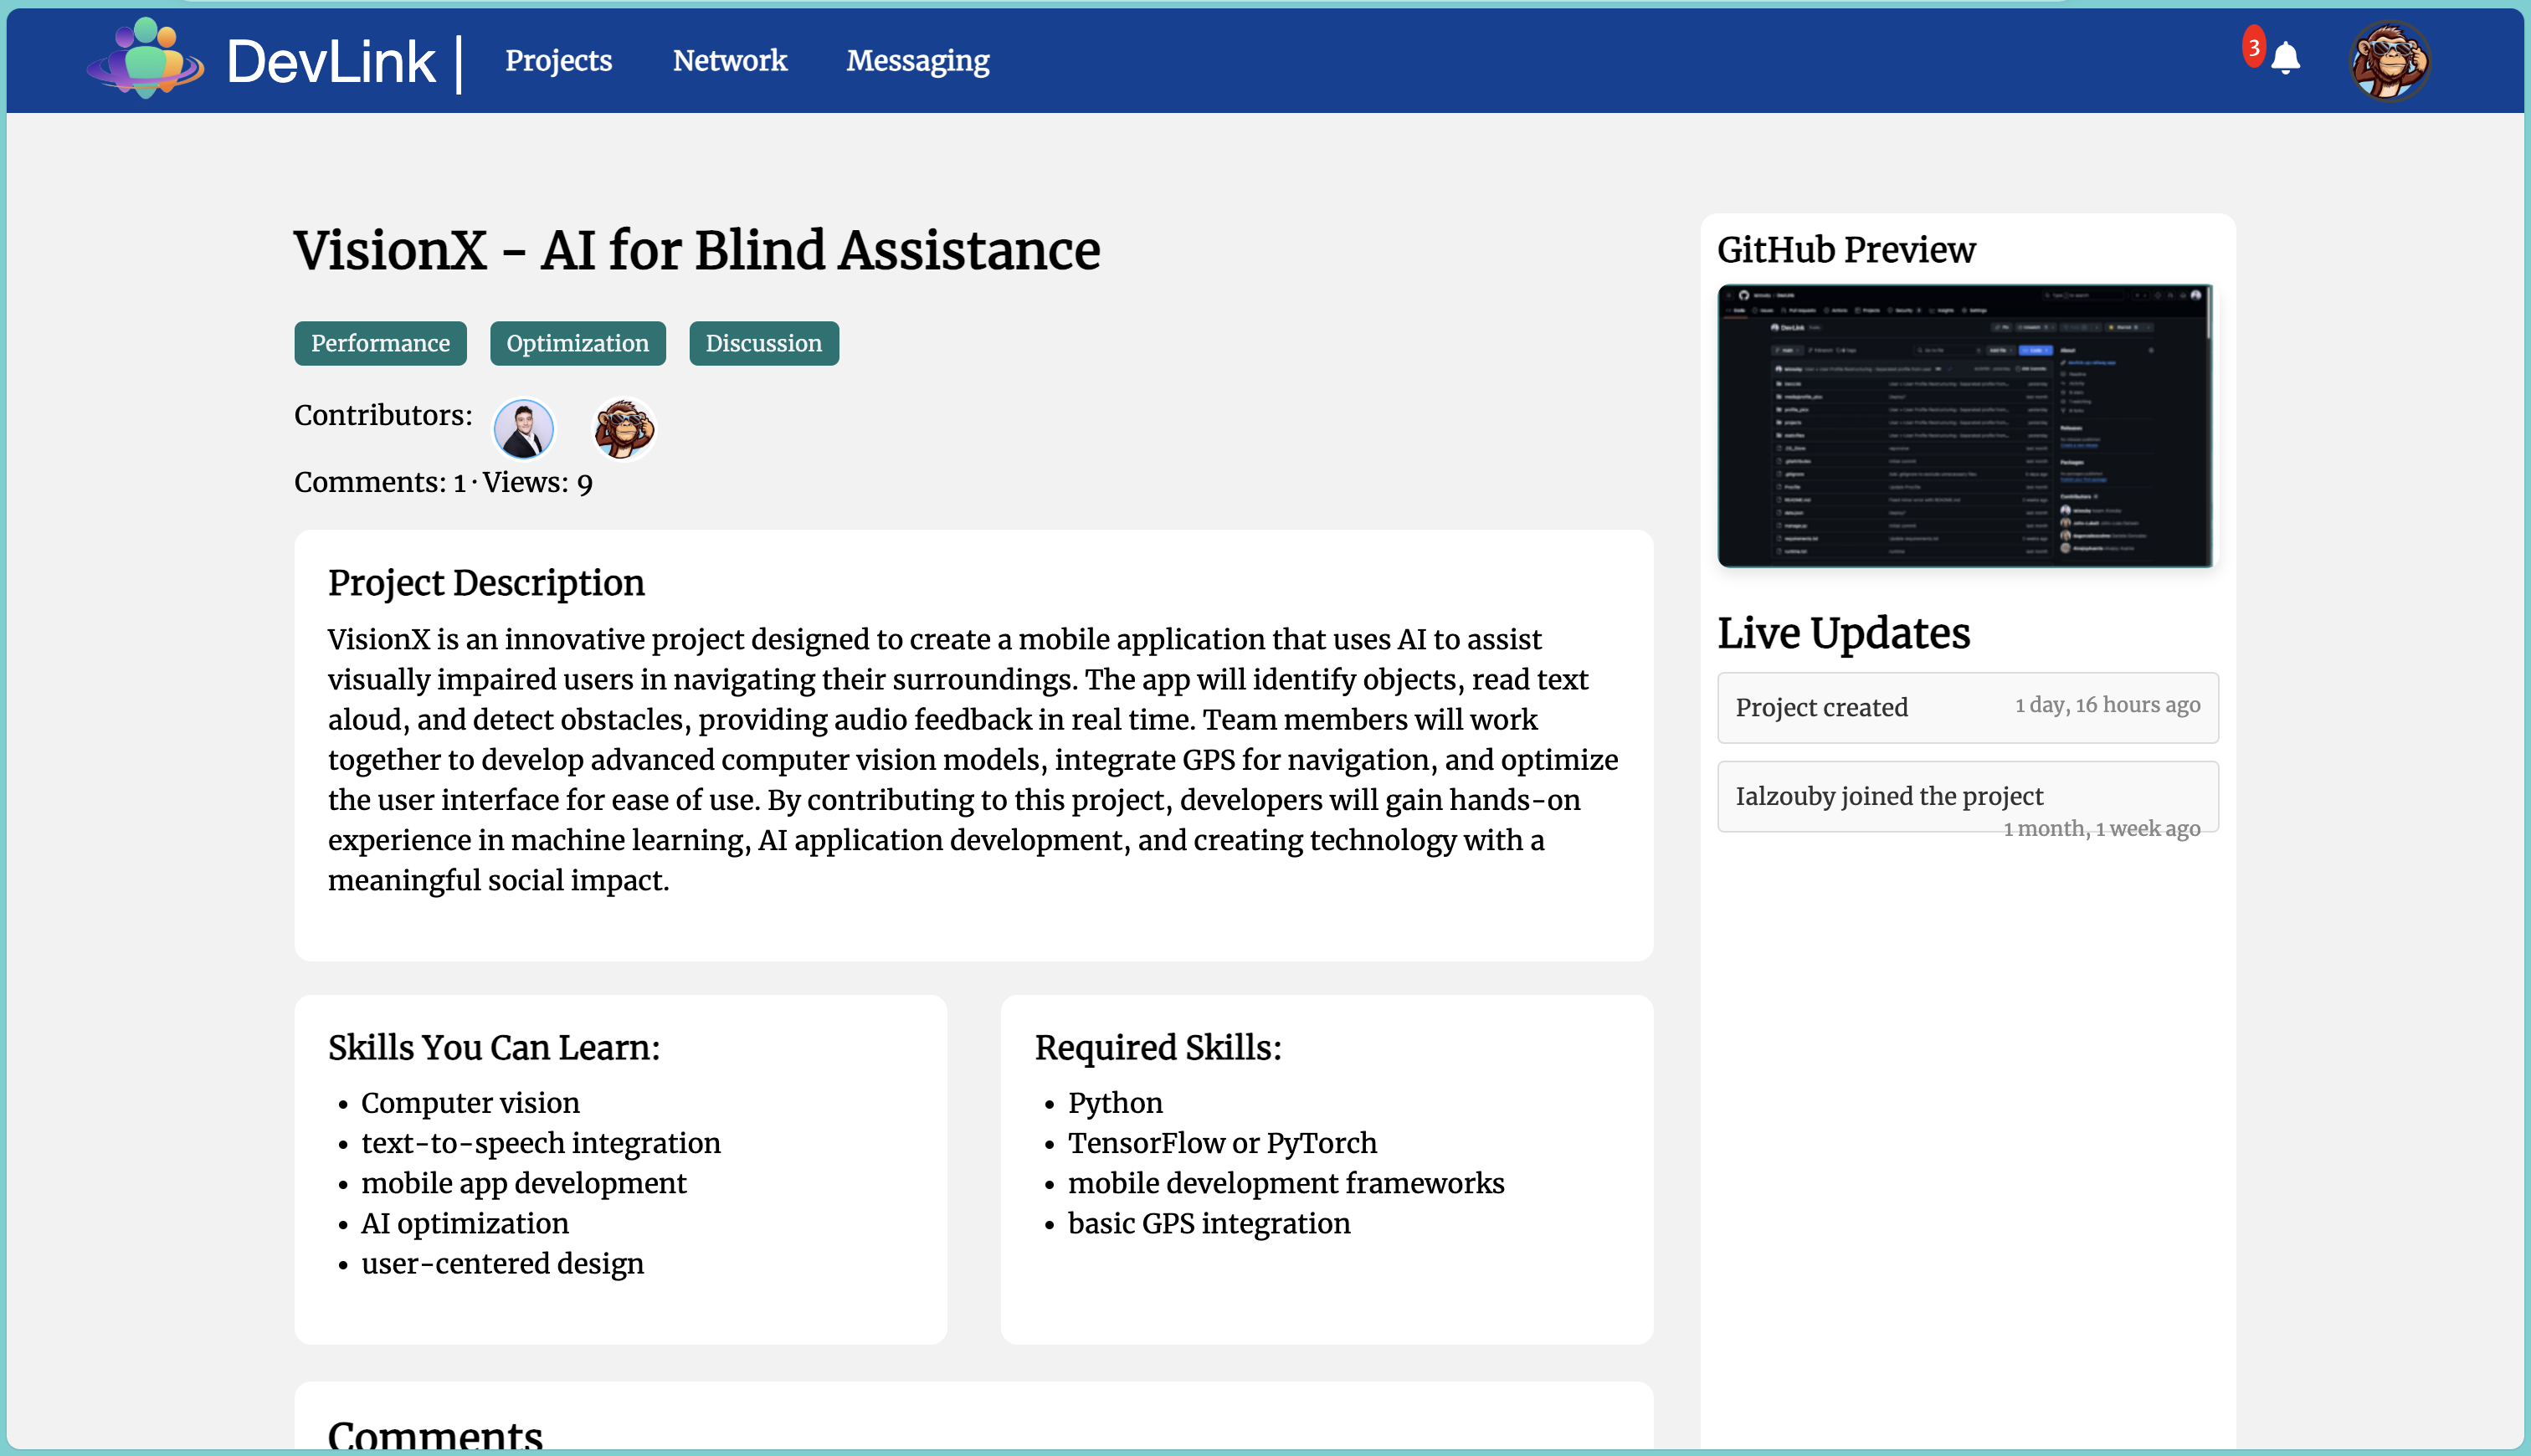 DevLink | Projects Network Messaging 3
VisionX - AI for Blind Assistance
Performance Optimization Discussion
Contributors:
Comments: 1 · Views: 9
Project Description
VisionX is an innovative project designed to create a mobile application that uses AI to assist
visually impaired users in navigating their surroundings. The app will identify objects, read text
aloud, and detect obstacles, providing audio feedback in real time. Team members will work
together to develop advanced computer vision models, integrate GPS for navigation, and optimize
the user interface for ease of use. By contributing to this project, developers will gain hands-on
experience in machine learning, AI application development, and creating technology with a
meaningful social impact.
Skills You Can Learn:
• Computer vision
• text-to-speech integration
• mobile app development
• AI optimization
• user-centered design
Required Skills:
• Python
• TensorFlow or PyTorch
• mobile development frameworks
• basic GPS integration
Comments
GitHub Preview
DevLink
Live Updates
Project created 1 day, 16 hours ago
Ialzouby joined the project
1 month, 1 week ago